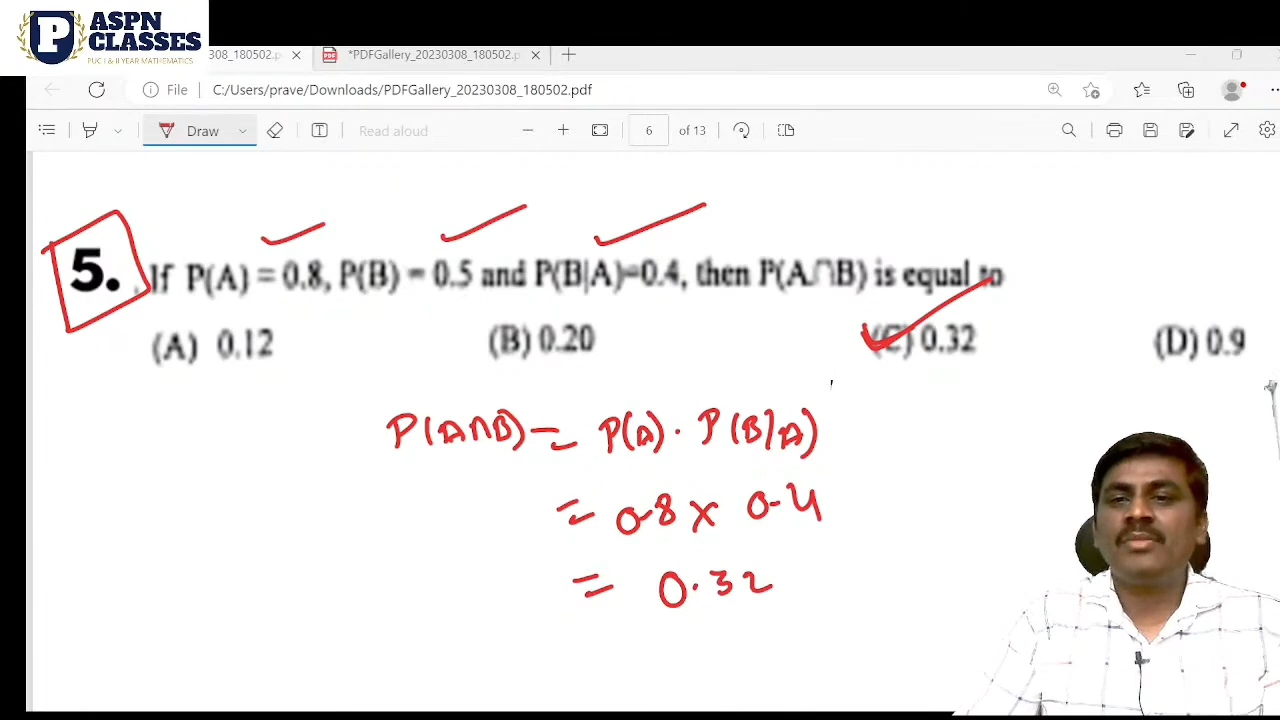 ASPN
CLASSES
PUC I & II YEAR MATHEMATICS
P
308_180502.p
*PDFGallery_20230308_180502.p
File C:/Users/prave/Downloads/PDFGallery_20230308_180502.pdf
Draw
Read aloud
6 of 13
5. If P(A) = 0.8, P(B) = 0.5 and P(B|A)=0.4, then P(A∩B) is equal to
(A) 0.12 (B) 0.20 (C) 0.32 (D) 0.9
P(A∩B) = P(A) · P(B/A)
= 0.8 x 0.4
= 0.32